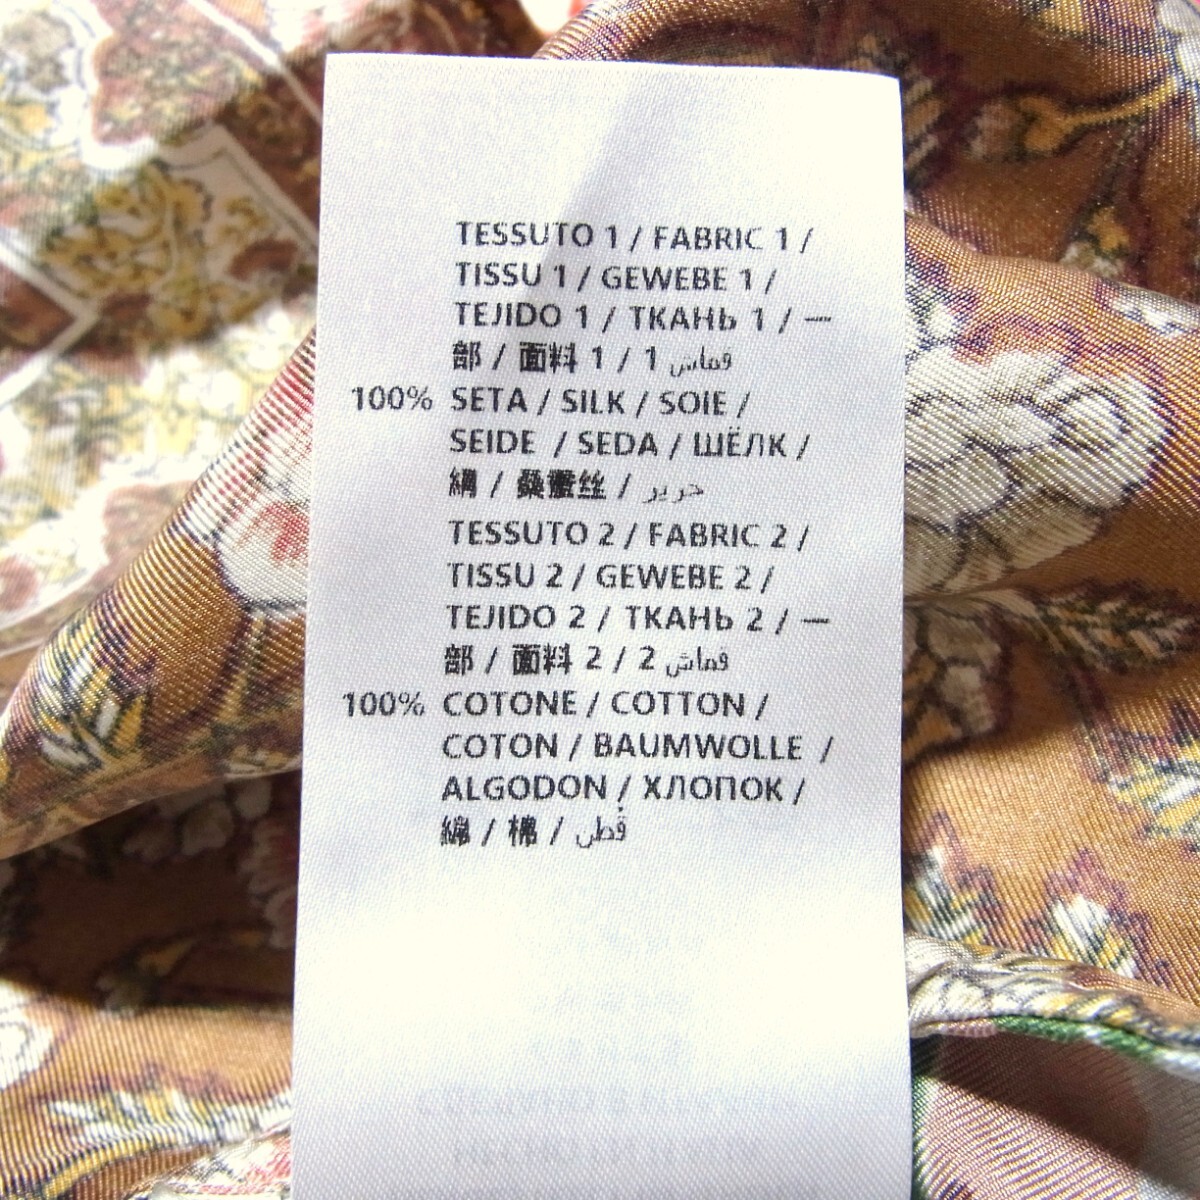 TESSUTO 1 / FABRIC 1 /
TISSU 1 / GEWEBE 1 /
TEJIDO 1 / ТКАНЬ 1 / 一
部 / 面料 1 / 1 قماش
100% SETA / SILK / SOIE /
SEIDE / SEDA / ШЁЛК /
絹 / 桑蚕丝 / حرير
TESSUTO 2 / FABRIC 2 /
TISSU 2 / GEWEBE 2 /
TEJIDO 2 / ТКАНЬ 2 / 一
部 / 面料 2 / 2 قماش
100% COTONE / COTTON /
COTON / BAUMWOLLE /
ALGODON / ХЛОПОК /
綿 / 棉 / قطن